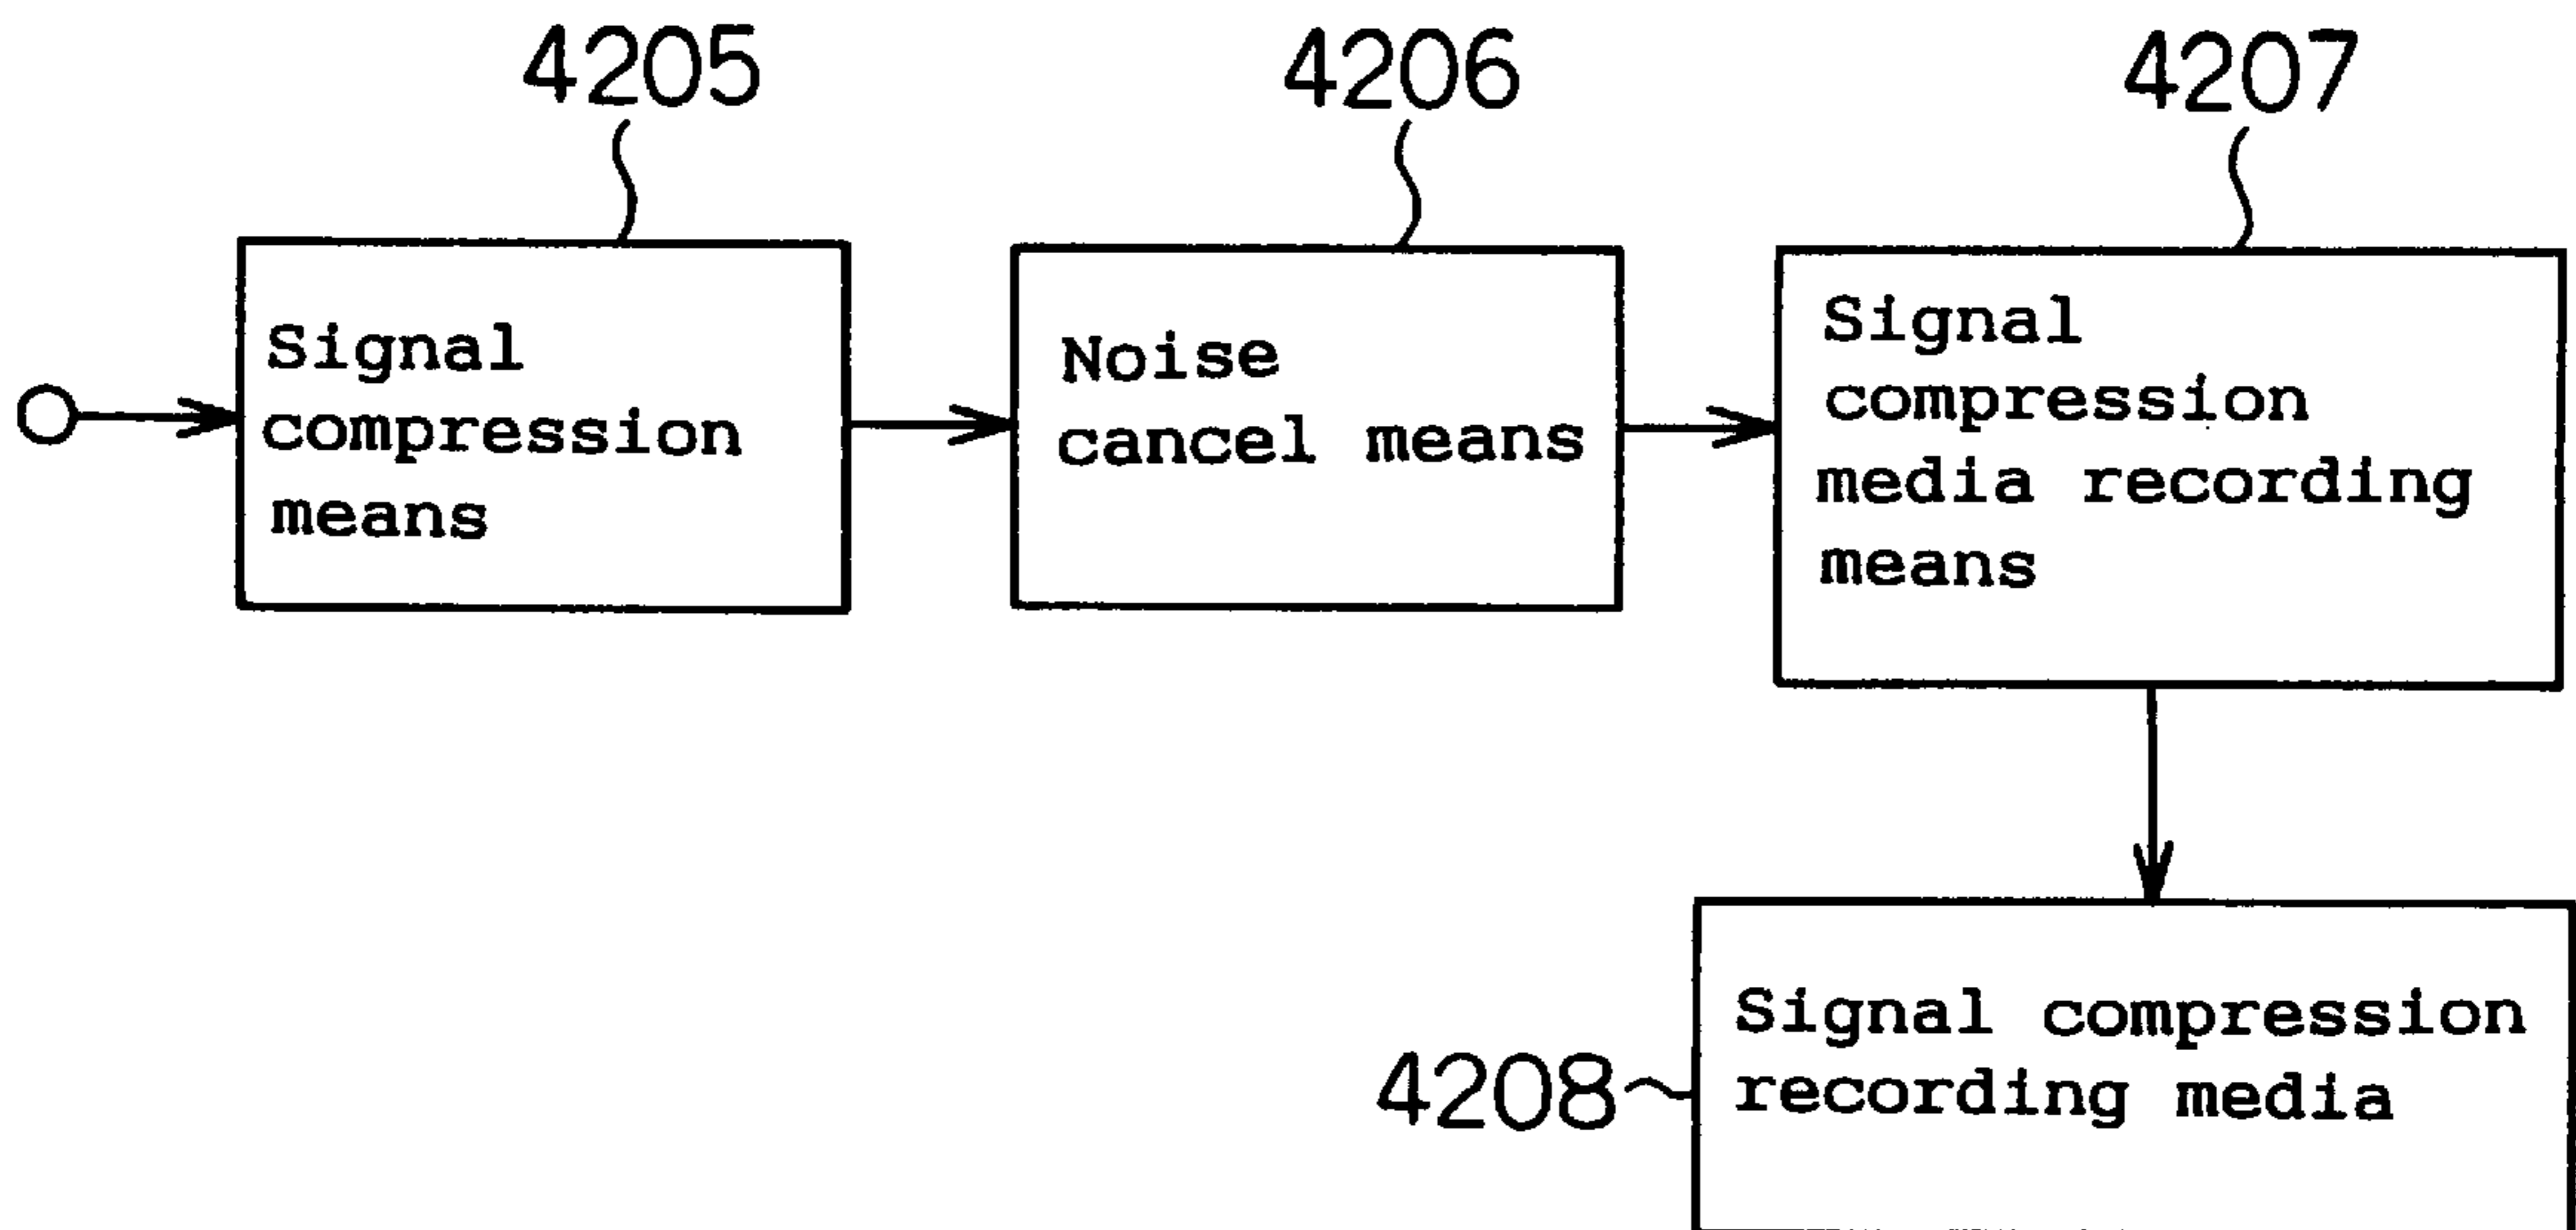 4205
4206
4207
Signal
compression
means
Noise
cancel means
Signal
compression
media recording
means
4208
Signal compression
recording media